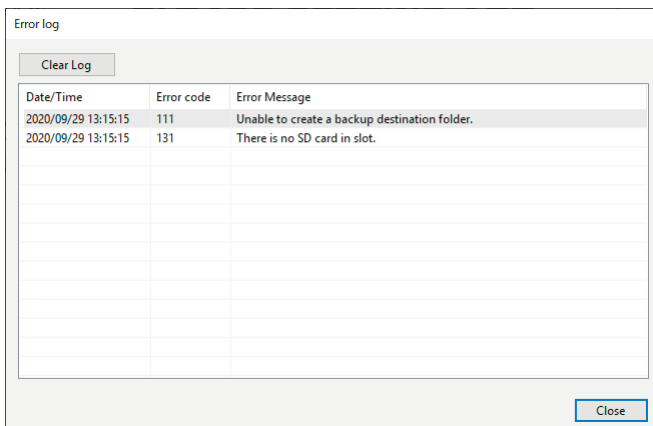 Error log
Clear Log
Date/Time Error code Error Message
2020/09/29 13:15:15 111 Unable to create a backup destination folder.
2020/09/29 13:15:15 131 There is no SD card in slot.
Close